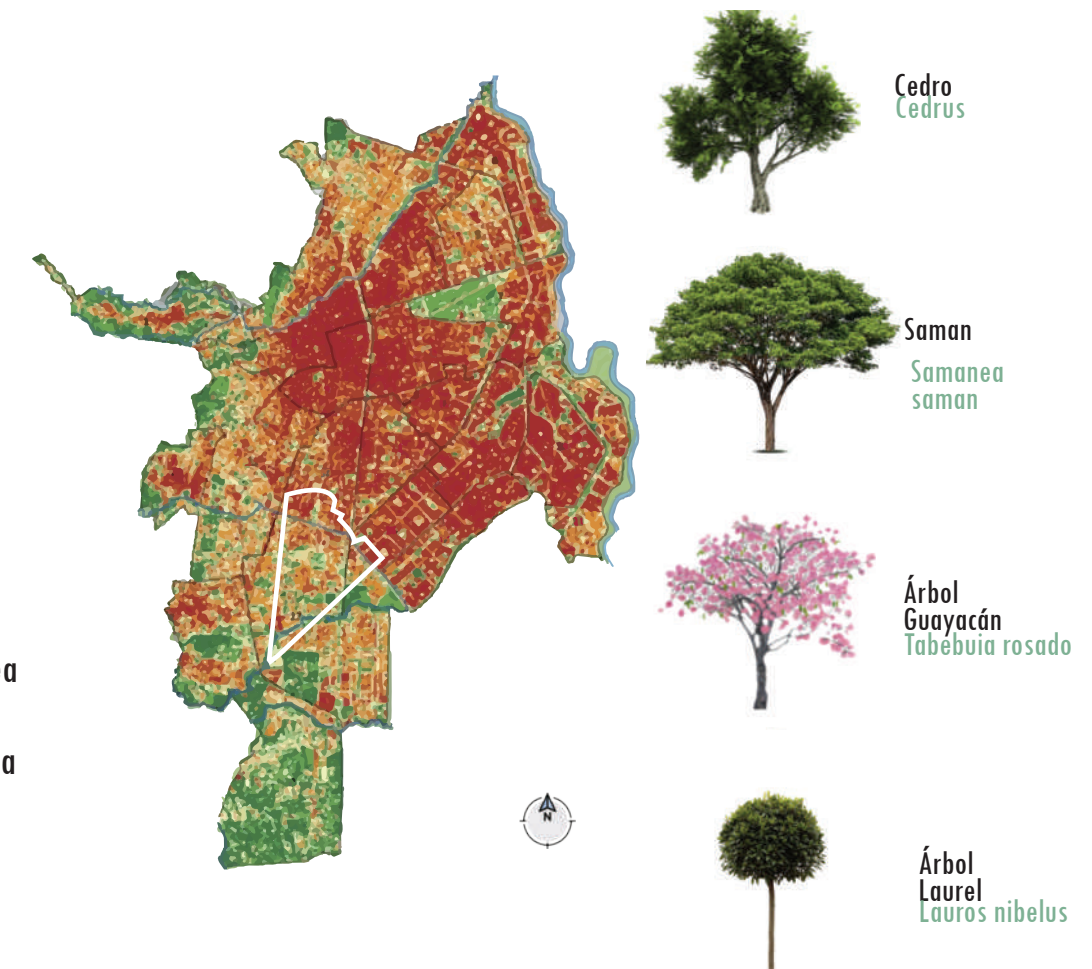 Cedro
Cedrus
Saman
Samanea
saman
Árbol
Guayacán
Tabebuia rosado
a
N
Árbol
Laurel
Lauros nibelus